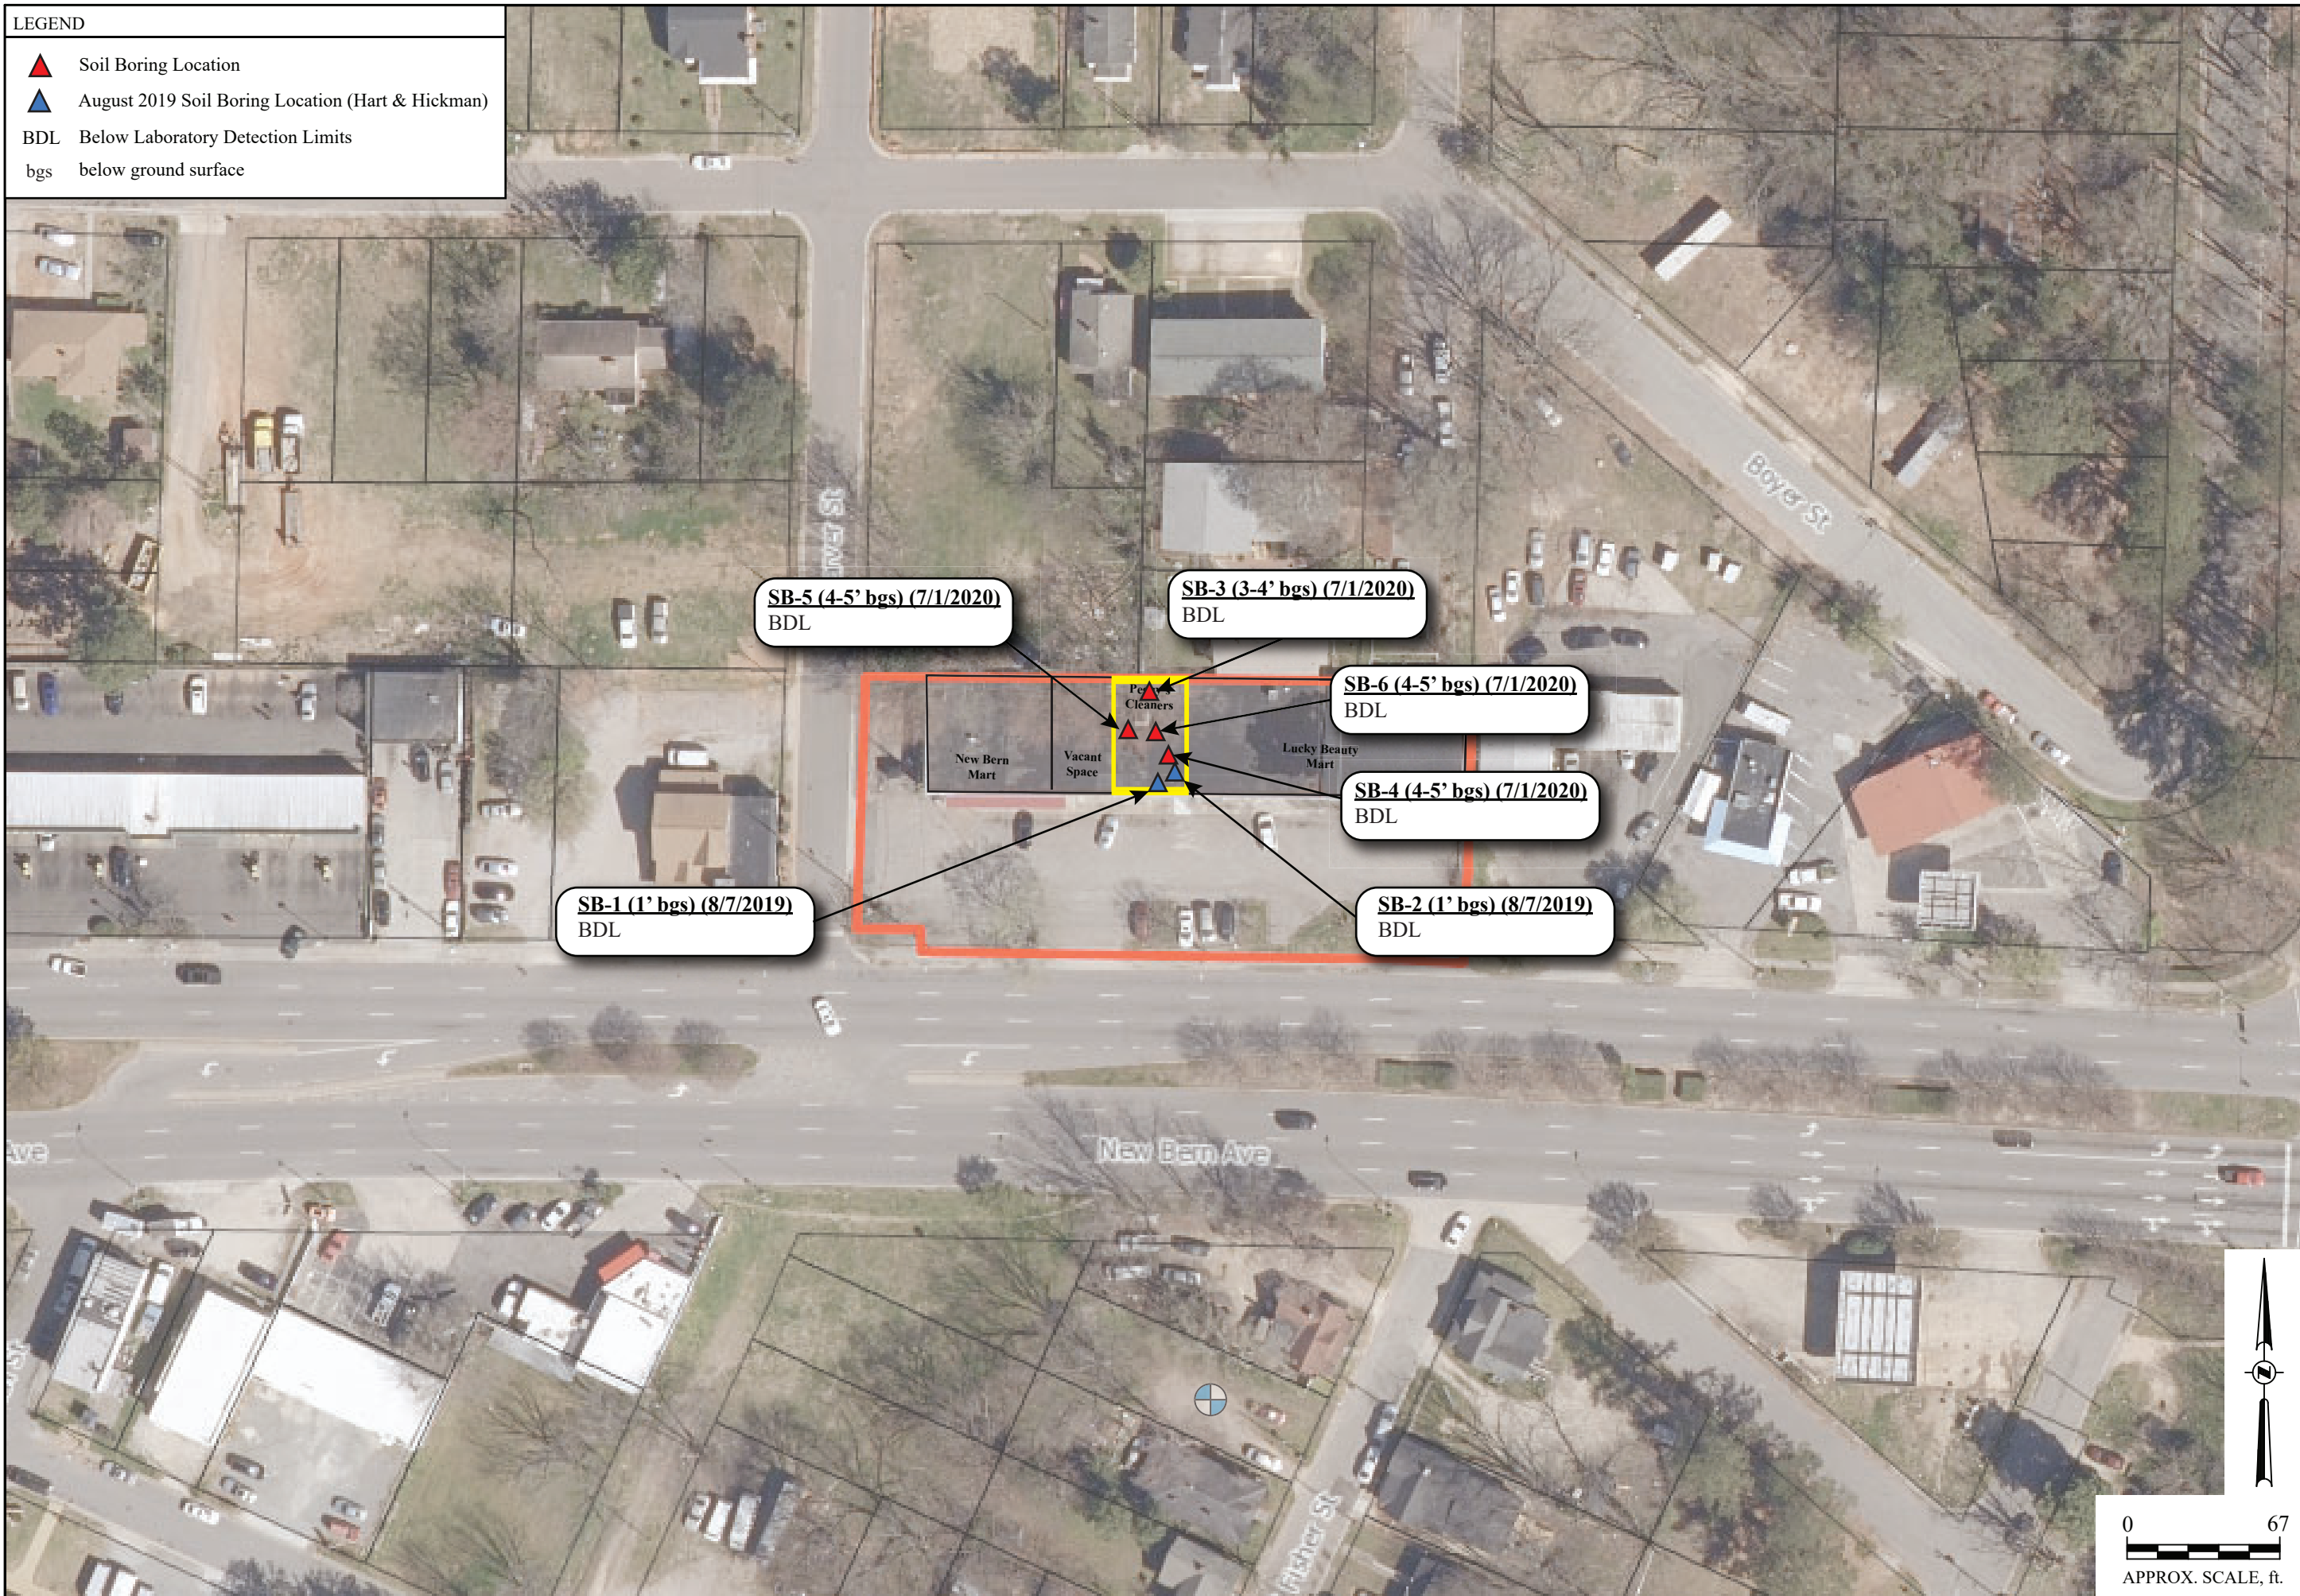 LEGEND
Soil Boring Location
August 2019 Soil Boring Location (Hart & Hickman)
BDL Below Laboratory Detection Limits
bgs below ground surface
Boyer St
SB-5 (4-5’ bgs) (7/1/2020)
BDL
SB-3 (3-4’ bgs) (7/1/2020)
BDL
SB-6 (4-5’ bgs) (7/1/2020)
BDL
Cleaners
New Bern
Mart
Vacant
Space
Lucky Beauty
Mart
SB-4 (4-5’ bgs) (7/1/2020)
BDL
SB-1 (1’ bgs) (8/7/2019)
BDL
SB-2 (1’ bgs) (8/7/2019)
BDL
Ave
New Bern Ave
Fisher St
N
0 67
APPROX. SCALE, ft.